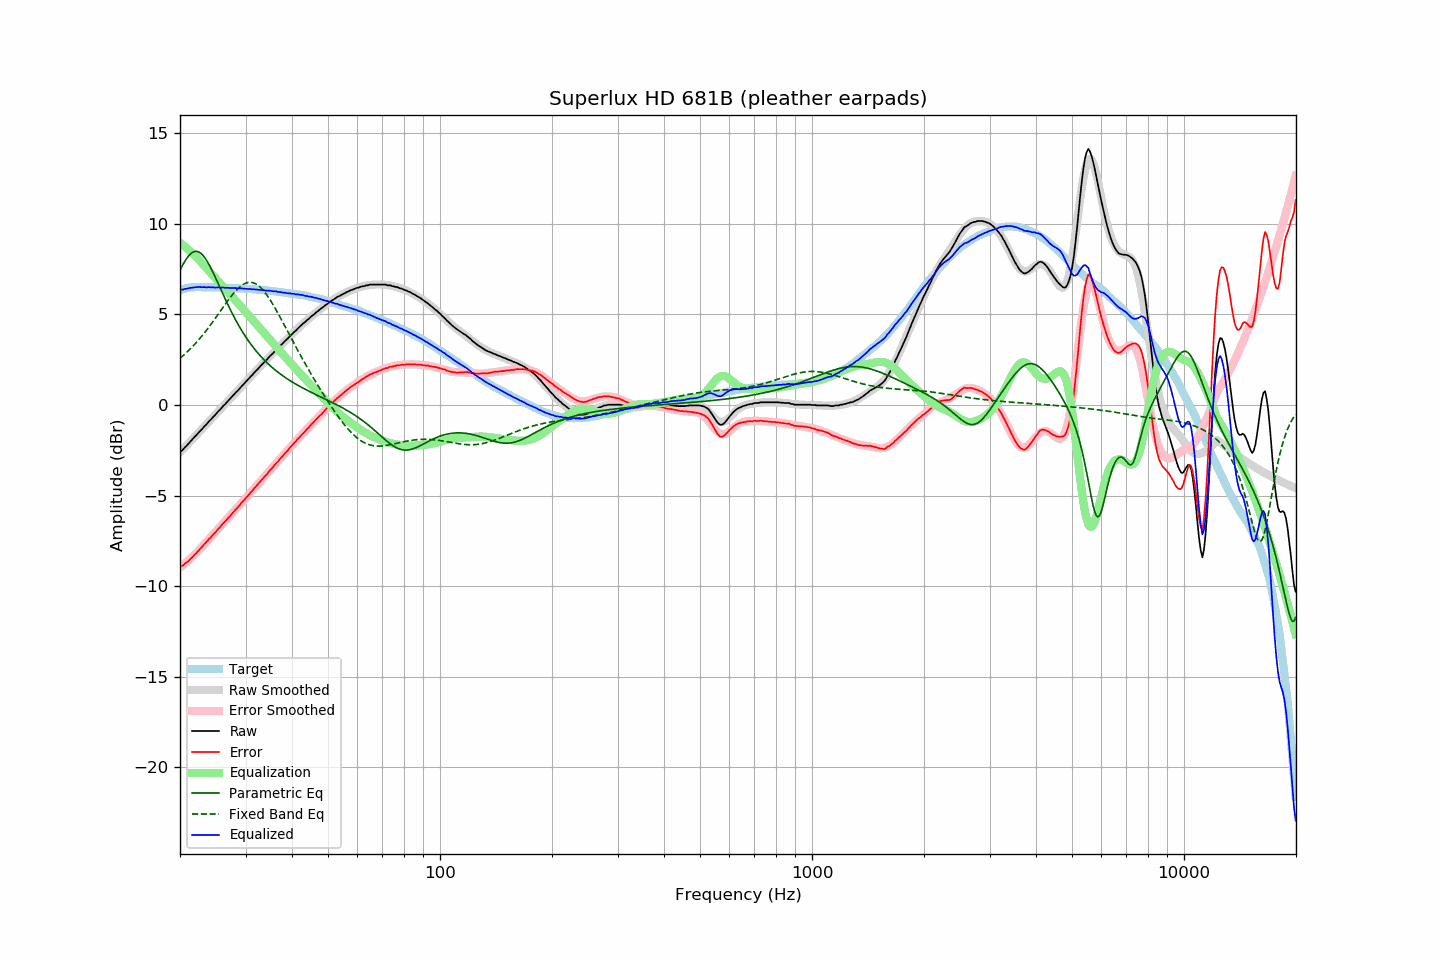 Superlux HD 681B (pleather earpads)
15
10
5
0
−5
−10
−15
−20
Amplitude (dBr)
Target
Raw Smoothed
Error Smoothed
Raw
Error
Equalization
Parametric Eq
Fixed Band Eq
Equalized
100
1000
10000
Frequency (Hz)